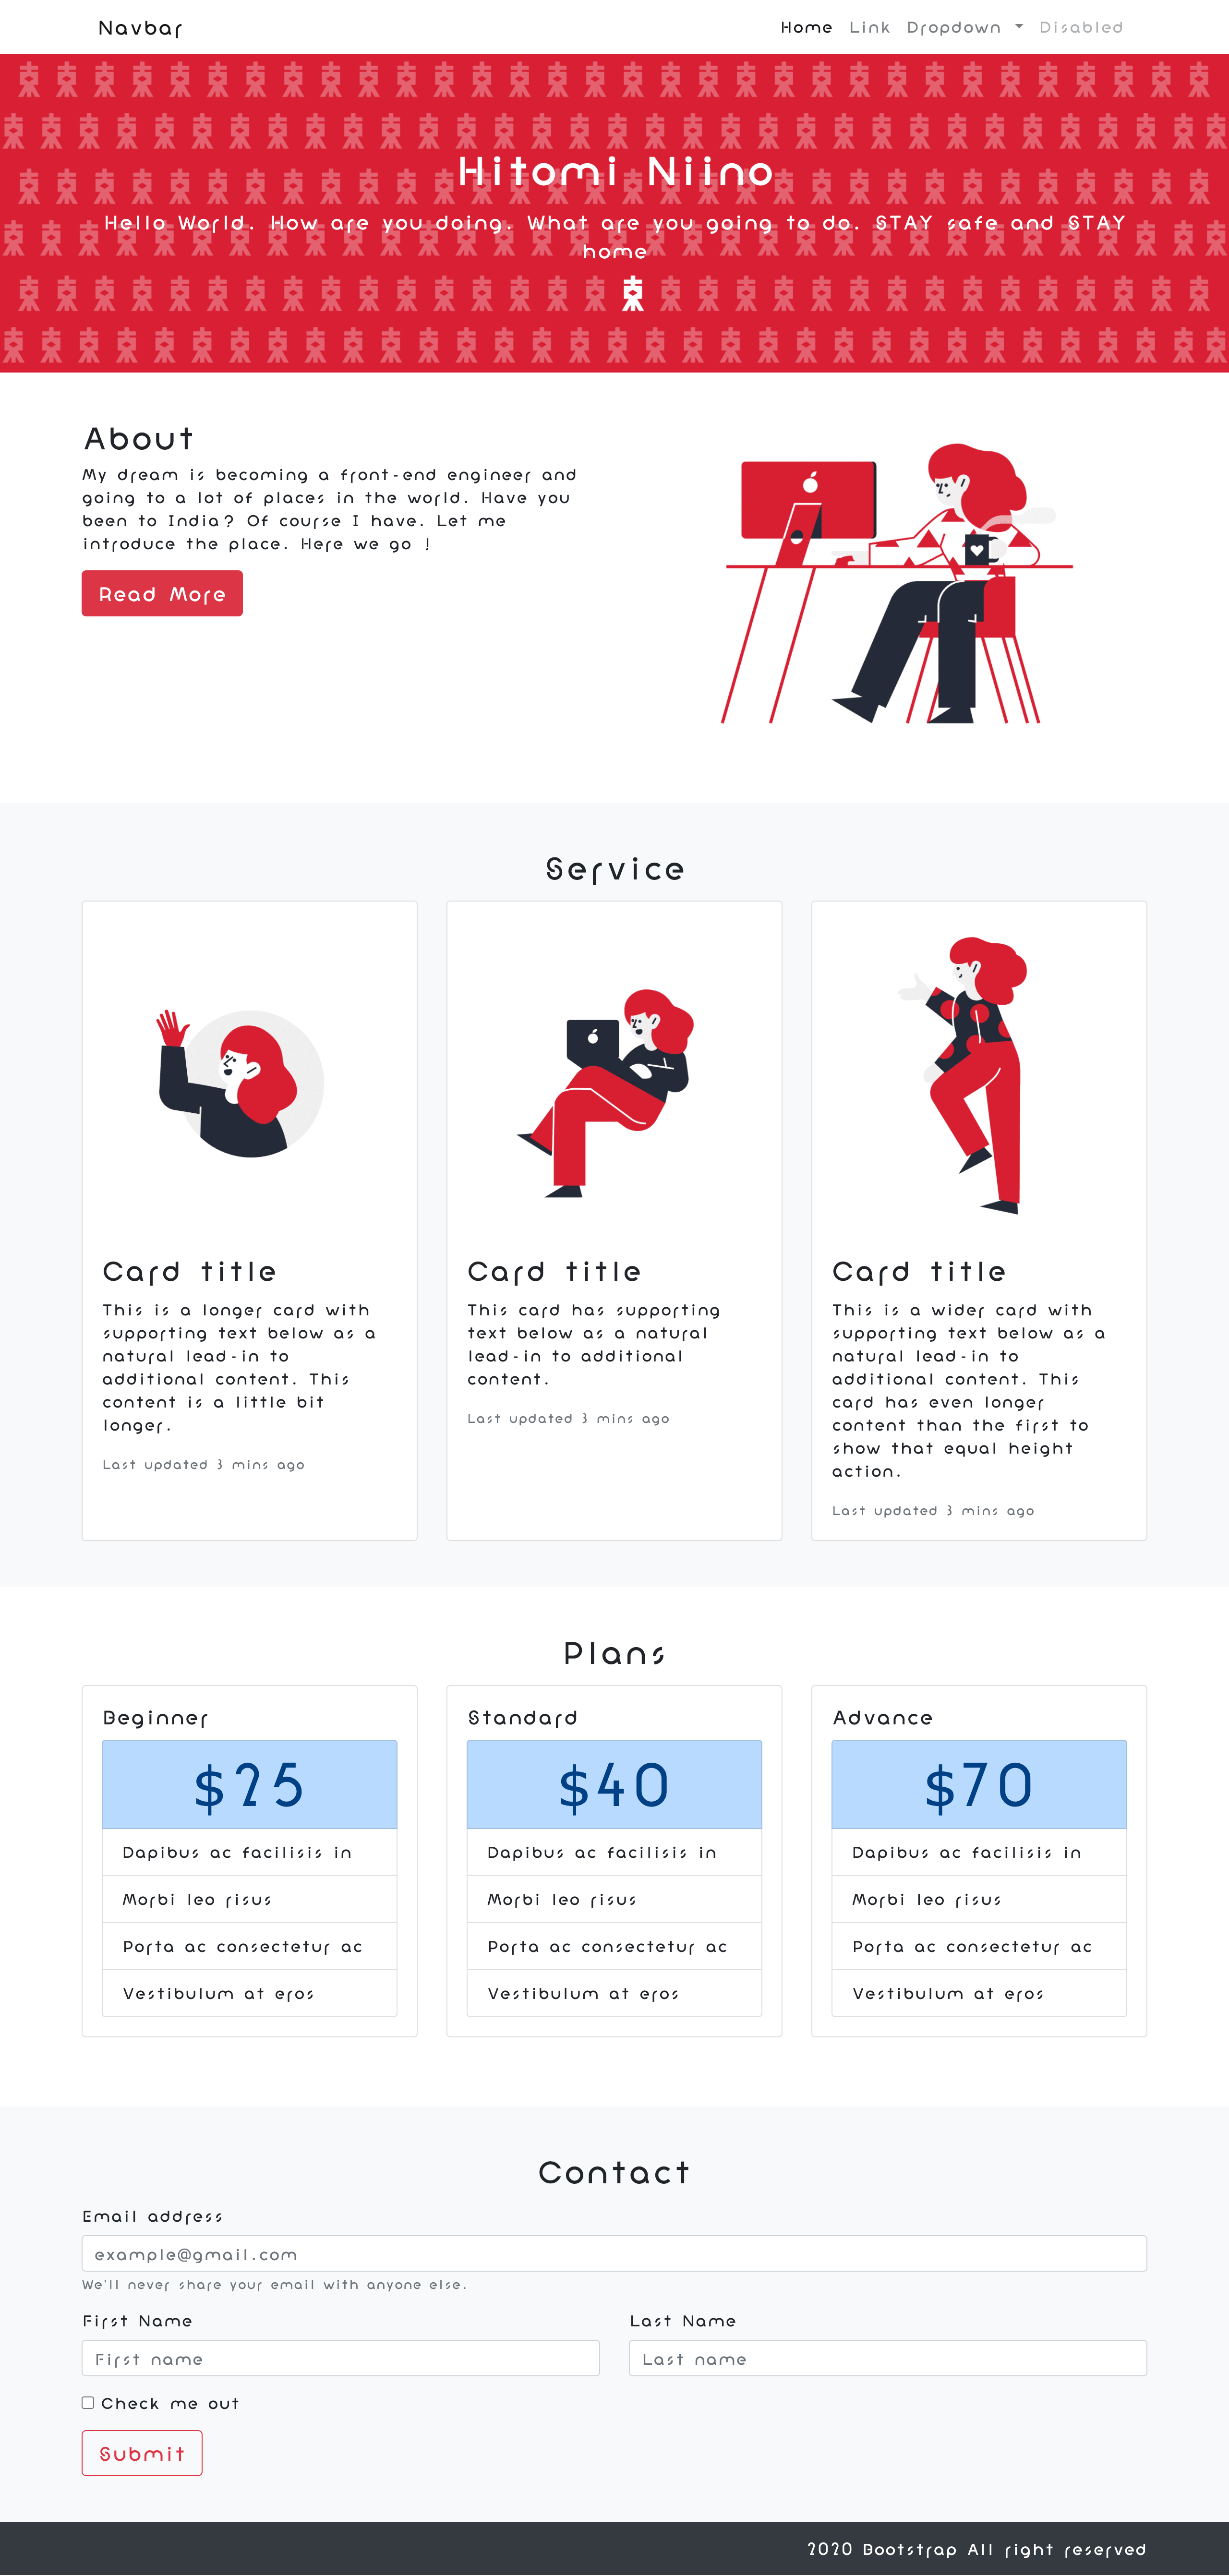 Navbar
Home Link Dropdown Disabled
Hitomi Niino
Hello World. How are you doing. What are you going to do. STAY safe and STAY
home
About
My dream is becoming a front-end engineer and
going to a lot of places in the world. Have you
been to India? Of course I have. Let me
introduce the place. Here we go !
Read More
Service
Card title
This is a longer card with
supporting text below as a
natural lead-in to
additional content. This
content is a little bit
longer.
Last updated 3 mins ago
Card title
This card has supporting
text below as a natural
lead-in to additional
content.
Last updated 3 mins ago
Card title
This is a wider card with
supporting text below as a
natural lead-in to
additional content. This
card has even longer
content than the first to
show that equal height
action.
Last updated 3 mins ago
Plans
Beginner
$25
Dapibus ac facilisis in
Morbi leo risus
Porta ac consectetur ac
Vestibulum at eros
Standard
$40
Dapibus ac facilisis in
Morbi leo risus
Porta ac consectetur ac
Vestibulum at eros
Advance
$70
Dapibus ac facilisis in
Morbi leo risus
Porta ac consectetur ac
Vestibulum at eros
Contact
Email address
example@gmail.com
We'll never share your email with anyone else.
First Name
First name
Last Name
Last name
Check me out
Submit
2020 Bootstrap All right reserved